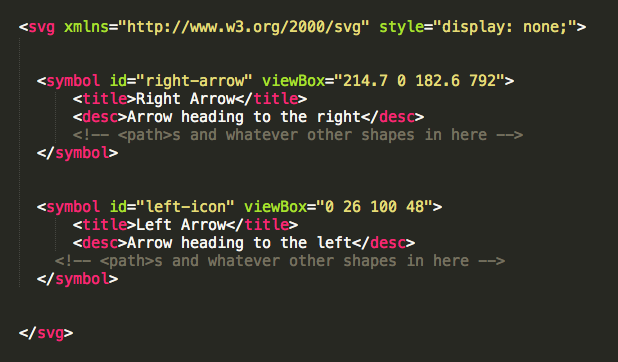 <svg xmlns="http://www.w3.org/2000/svg" style="display: none;">
<symbol id="right-arrow" viewBox="214.7 0 182.6 792">
<title>Right Arrow</title>
<desc>Arrow heading to the right</desc>
<!-- <path>s and whatever other shapes in here -->
</symbol>
<symbol id="left-icon" viewBox="0 26 100 48">
<title>Left Arrow</title>
<desc>Arrow heading to the left</desc>
<!-- <path>s and whatever other shapes in here -->
</symbol>
</svg>